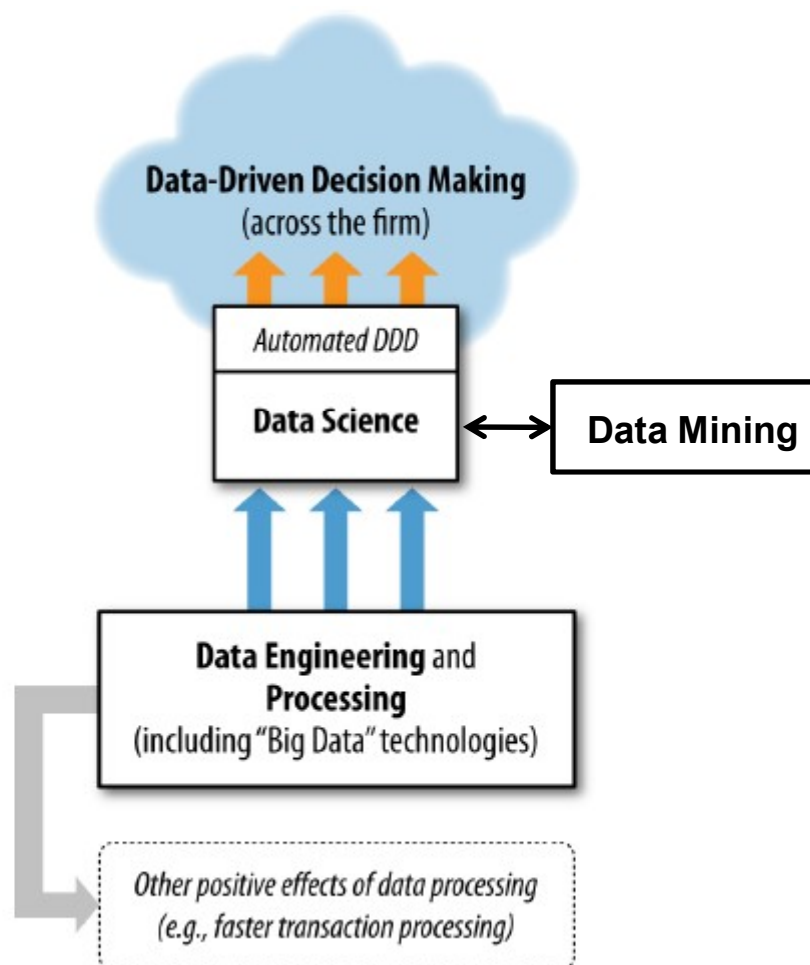 Data-Driven Decision Making
(across the firm)
Automated DDD
Data Science
Data Mining
Data Engineering and
Processing
(including “Big Data” technologies)
Other positive effects of data processing
(e.g., faster transaction processing)